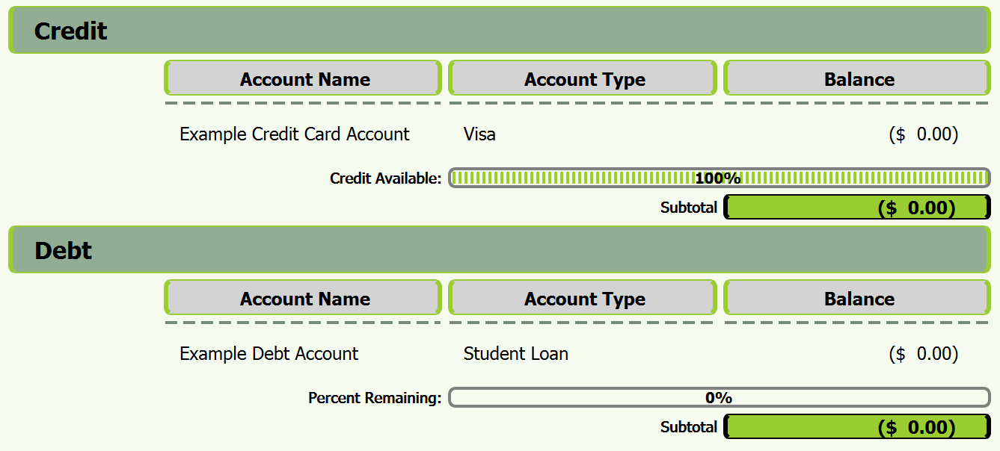 Credit
Account Name Account Type Balance
Example Credit Card Account Visa ($ 0.00)
Credit Available: 100%
Subtotal ($ 0.00)
Debt
Account Name Account Type Balance
Example Debt Account Student Loan ($ 0.00)
Percent Remaining: 0%
Subtotal ($ 0.00)